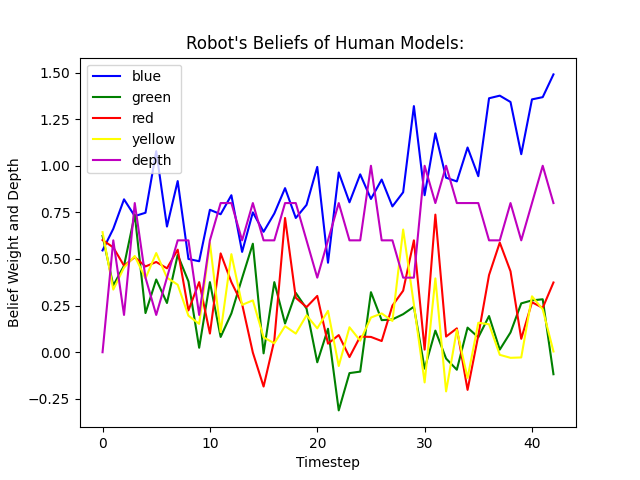 Robot's Beliefs of Human Models:
blue
green
red
yellow
depth
1.50
1.25
1.00
0.75
0.50
0.25
0.00
−0.25
Belief Weight and Depth
0 10 20 30 40
Timestep